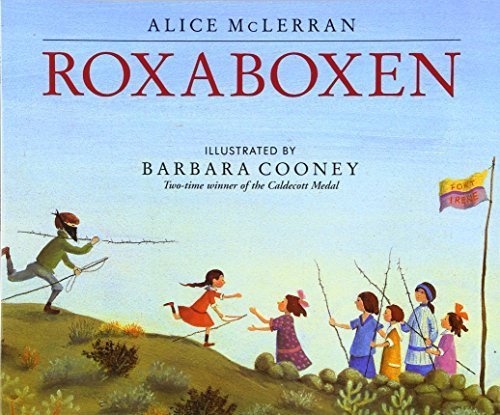 ALICE McLERRAN
ROXABOXEN
ILLUSTRATED BY
BARBARA COONEY
Two-time winner of the Caldecott Medal
FORT
IRENE